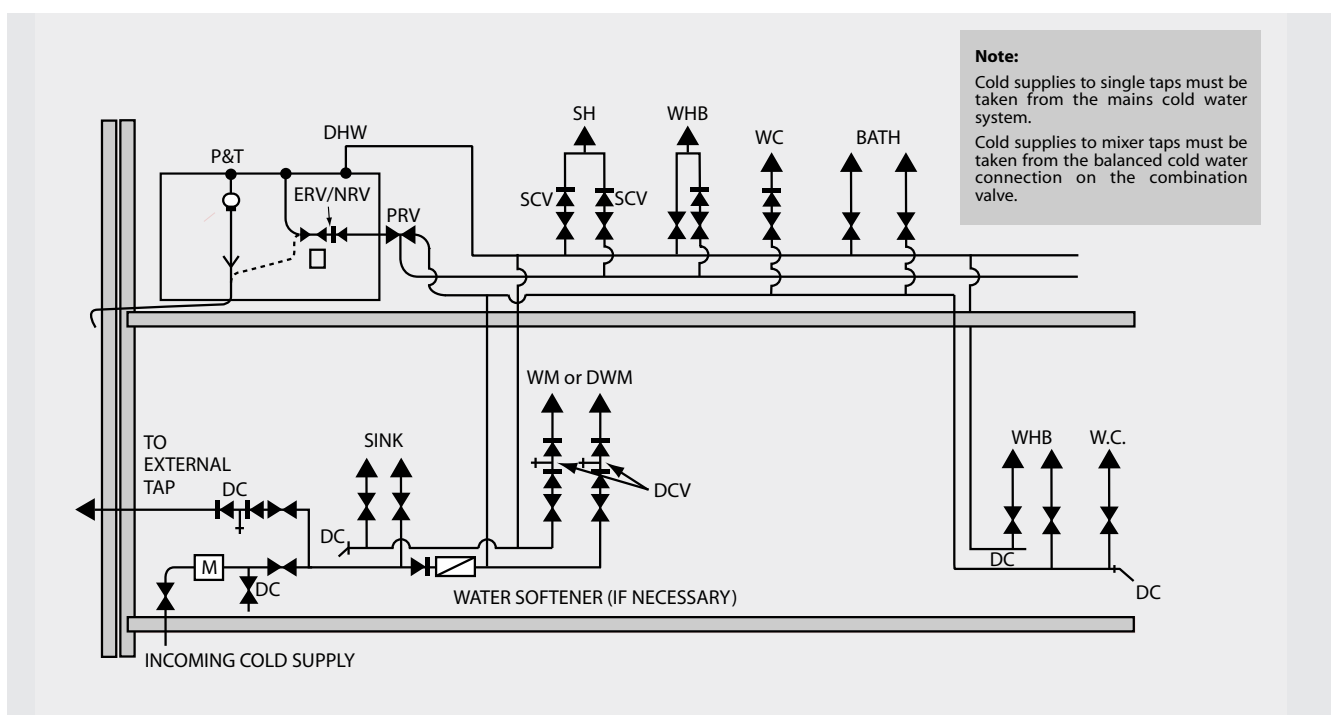 Note:
Cold supplies to single taps must be
taken from the mains cold water
system.
Cold supplies to mixer taps must be
taken from the balanced cold water
connection on the combination
valve.
SH
WHB
WC
BATH
DHW
P&T
ERV/NRV
PRV
SCV
SCV
WM or DWM
TO
EXTERNAL
TAP
SINK
DC
DCV
WHB
W.C.
DC
M
DC
DC
DC
WATER SOFTENER (IF NECESSARY)
INCOMING COLD SUPPLY